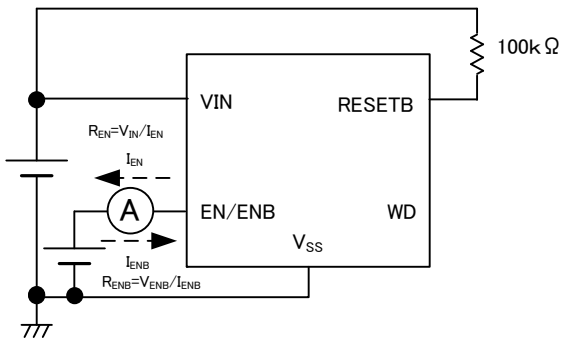 100kΩ
VIN
RESETB
R_EN=V_IN/I_EN
I_EN
A
EN/ENB
WD
V_SS
I_ENB
R_ENB=V_ENB/I_ENB